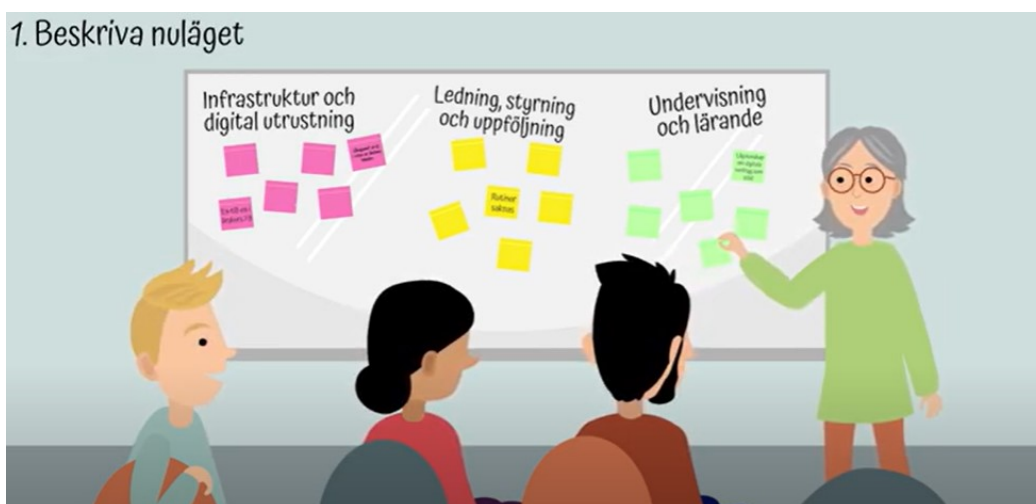 1. Beskriva nuläget
Infrastruktur och
digital utrustning
Ledning, styrning
och uppföljning
Undervisning
och lärande
Rutiner
saknas